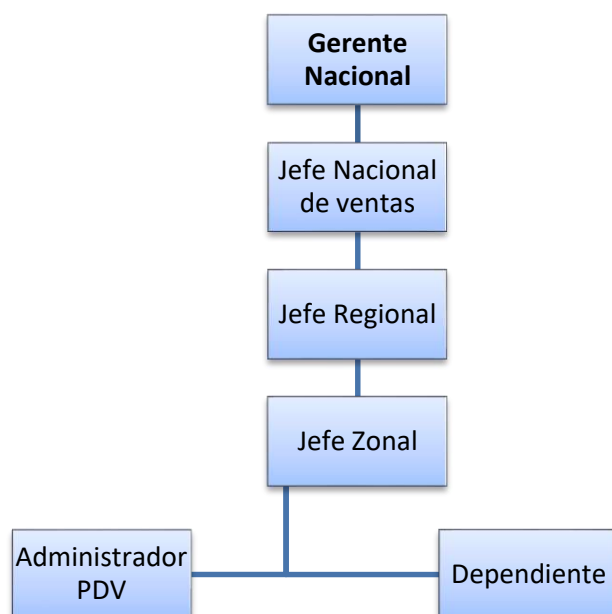 Gerente
Nacional
Jefe Nacional
de ventas
Jefe Regional
Jefe Zonal
Administrador
PDV
Dependiente